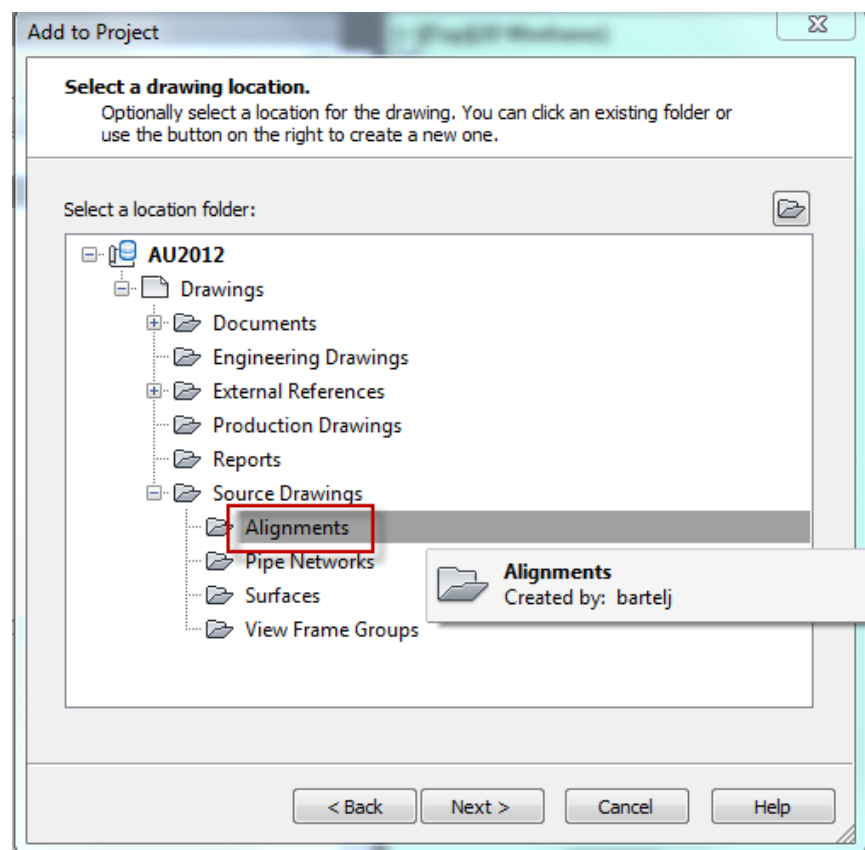 Add to Project
Select a drawing location.
Optionally select a location for the drawing. You can click an existing folder or
use the button on the right to create a new one.
Select a location folder:
AU2012
Drawings
Documents
Engineering Drawings
External References
Production Drawings
Reports
Source Drawings
Alignments
Pipe Networks
Surfaces
View Frame Groups
Alignments
Created by: bartelj
< Back
Next >
Cancel
Help